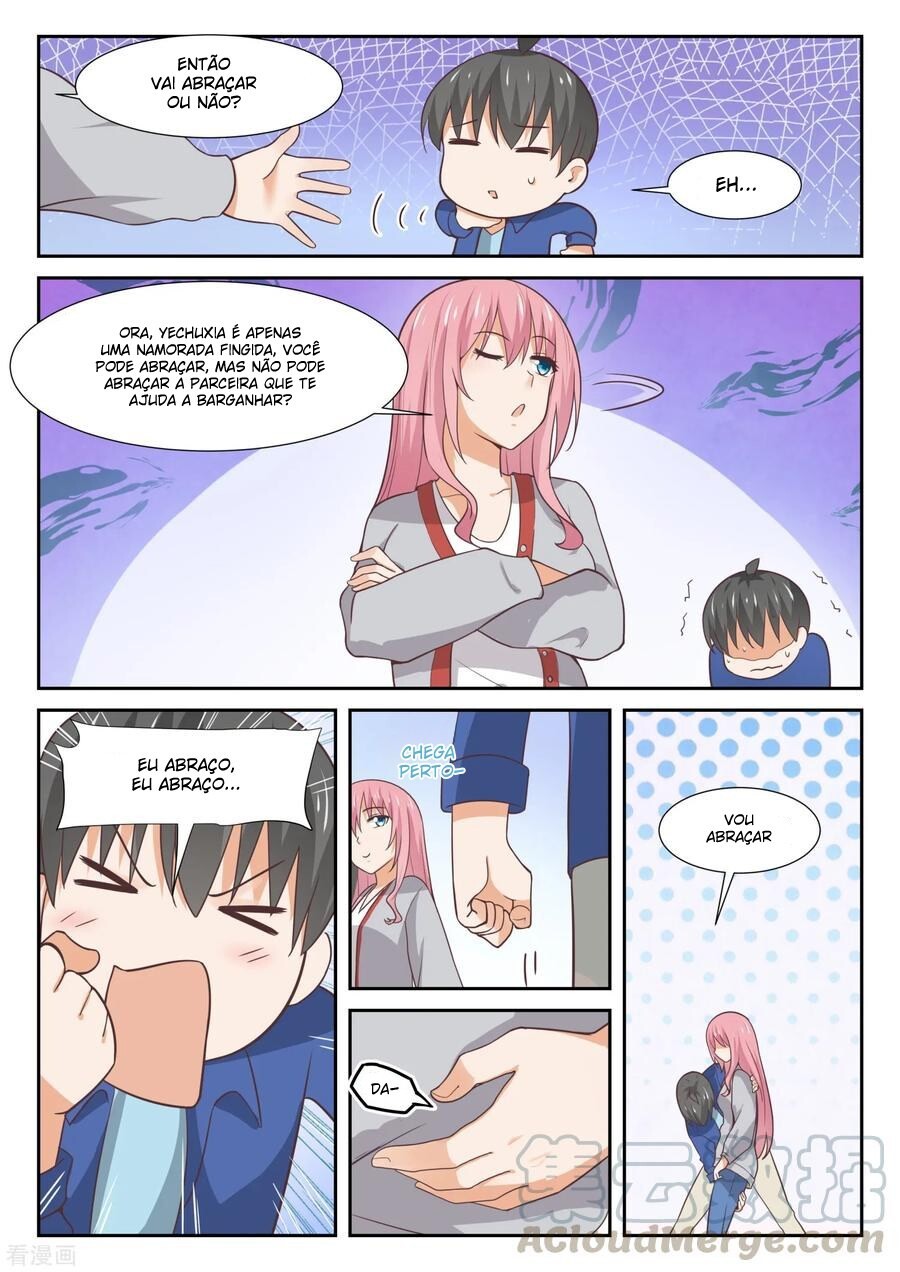 ENTÃO
VAI ABRAÇAR
OU NÃO?
EH...
ORA, YECHUXIA É APENAS
UMA NAMORADA FINGIDA, VOCÊ
PODE ABRAÇAR, MAS NÃO PODE
ABRAÇAR A PARCEIRA QUE TE
AJUDA A BARGANHAR?
EU ABRAÇO,
EU ABRAÇO...
CHEGA
PERTO-
DA-
VOU
ABRAÇAR
集云数据
AcloudMerge.com
看漫画